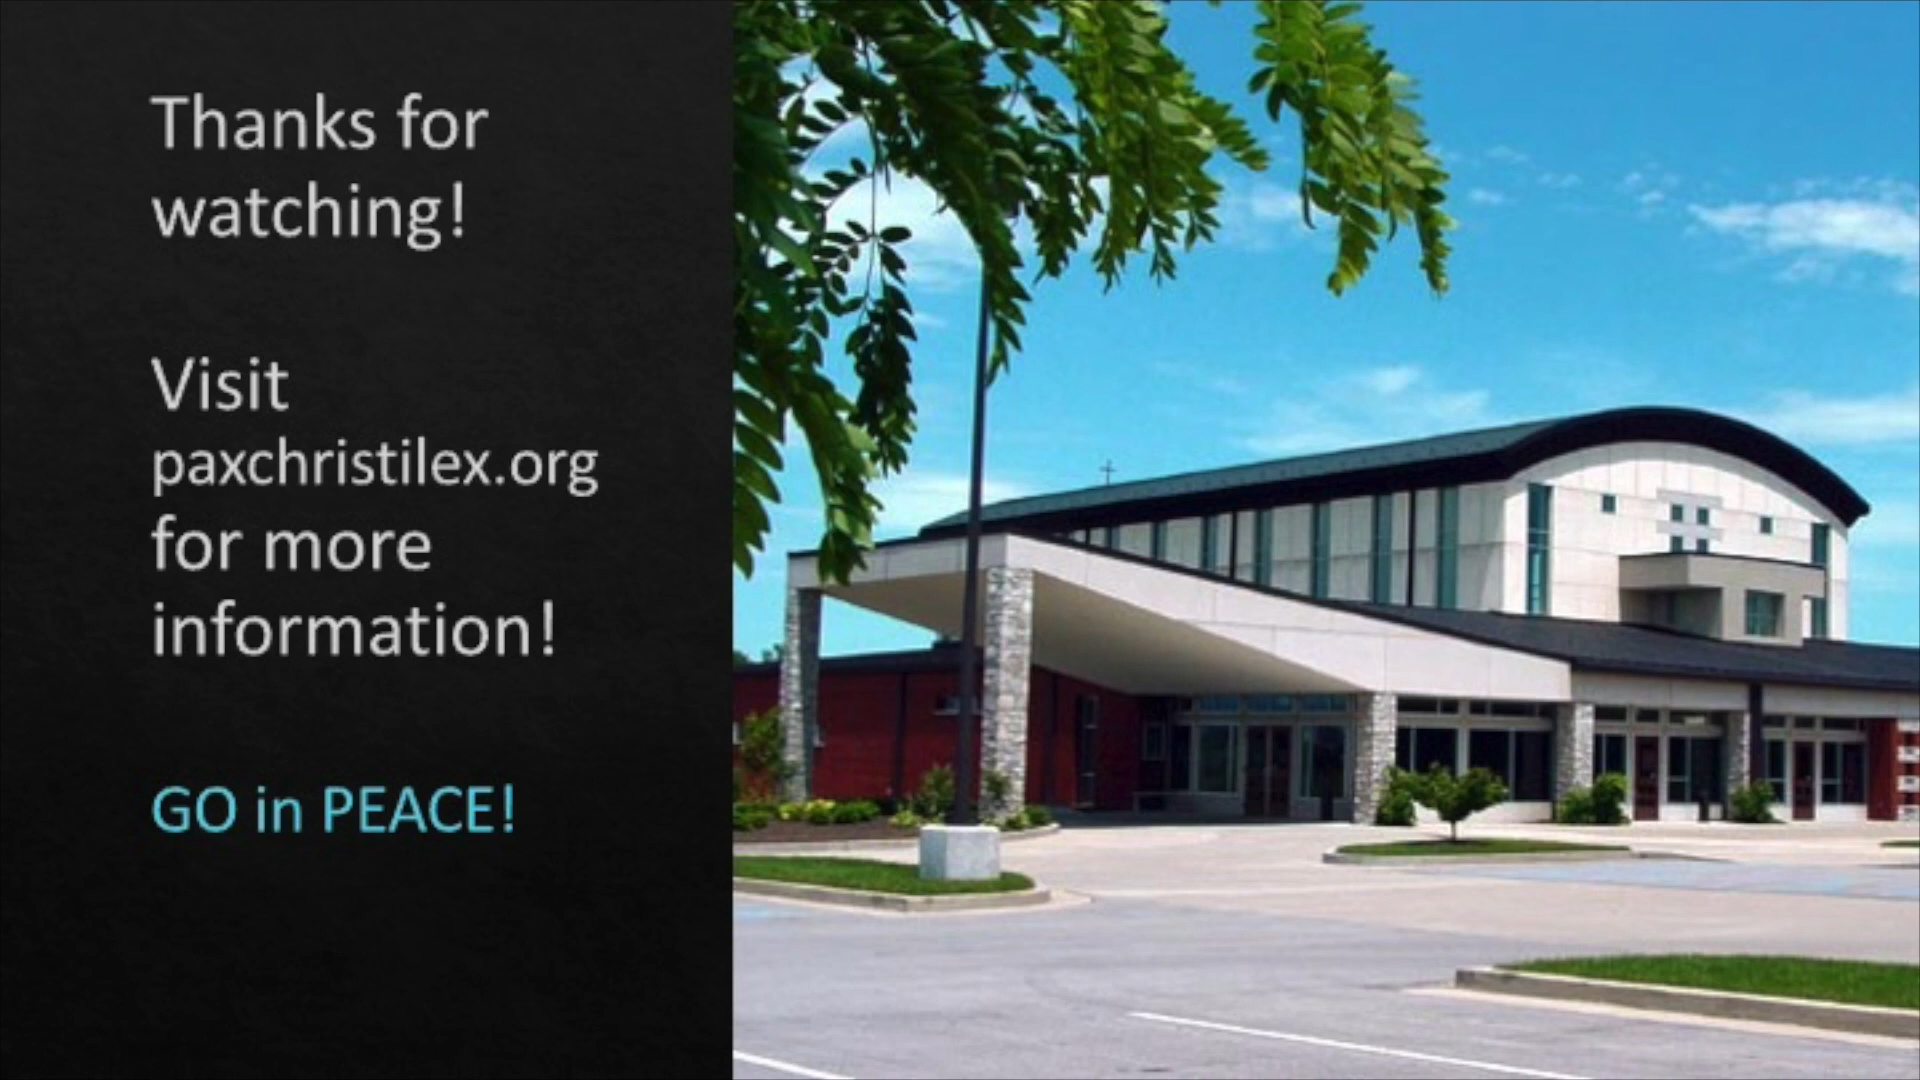 Thanks for
watching!
Visit
paxchristilex.org
for more
information!
GO in PEACE!